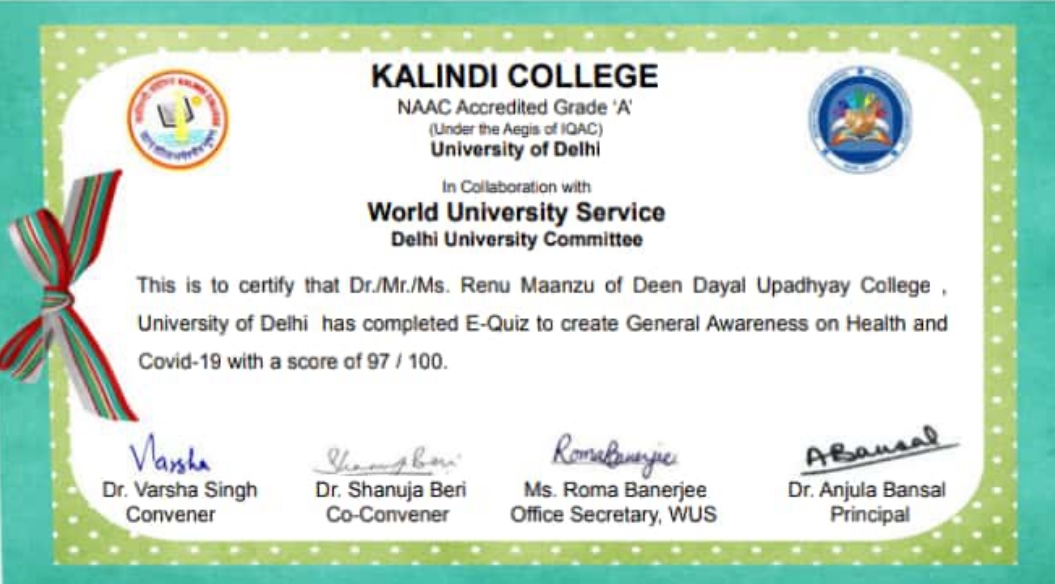 KALINDI COLLEGE
NAAC Accredited Grade 'A'
(Under the Aegis of IQAC)
University of Delhi
In Collaboration with
World University Service
Delhi University Committee
This is to certify that Dr./Mr./Ms. Renu Maanzu of Deen Dayal Upadhyay College ,
University of Delhi has completed E-Quiz to create General Awareness on Health and
Covid-19 with a score of 97 / 100.
Varsha
Shanuja Beri
RomaBanerjee
ABansal
Dr. Varsha Singh
Convener
Dr. Shanuja Beri
Co-Convener
Ms. Roma Banerjee
Office Secretary, WUS
Dr. Anjula Bansal
Principal